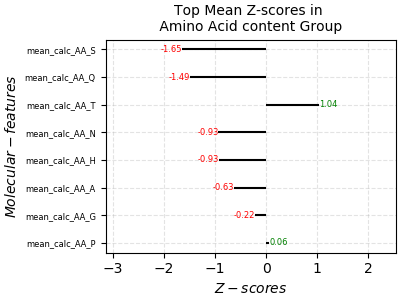 Top Mean Z-scores in
Amino Acid content Group
Molecular-features
mean_calc_AA_S -1.65
mean_calc_AA_Q -1.49
mean_calc_AA_T 1.04
mean_calc_AA_N -0.93
mean_calc_AA_H -0.93
mean_calc_AA_A -0.63
mean_calc_AA_G -0.22
mean_calc_AA_P 0.06
−3 −2 −1 0 1 2
Z-scores